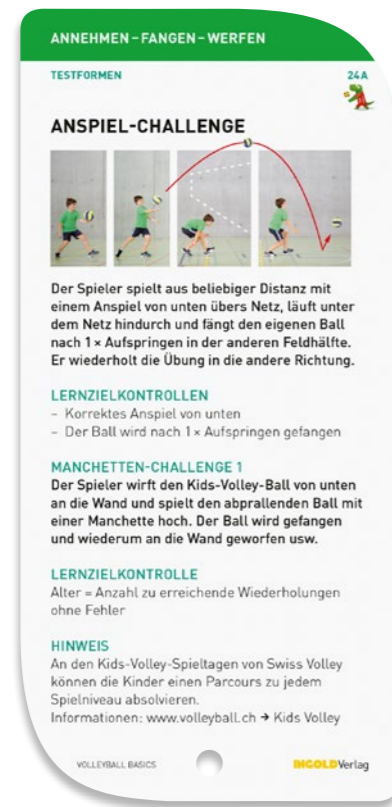 ANNEHMEN – FANGEN – WERFEN
TESTFORMEN
24A
ANSPIEL-CHALLENGE
Der Spieler spielt aus beliebiger Distanz mit
einem Anspiel von unten übers Netz, läuft unter
dem Netz hindurch und fängt den eigenen Ball
nach 1 × Aufspringen in der anderen Feldhälfte.
Er wiederholt die Übung in die andere Richtung.
LERNZIELKONTROLLEN
– Korrektes Anspiel von unten
– Der Ball wird nach 1 × Aufspringen gefangen
MANCHETTEN-CHALLENGE 1
Der Spieler wirft den Kids-Volley-Ball von unten
an die Wand und spielt den abprallenden Ball mit
einer Manchette hoch. Der Ball wird gefangen
und wiederum an die Wand geworfen usw.
LERNZIELKONTROLLE
Alter = Anzahl zu erreichende Wiederholungen
ohne Fehler
HINWEIS
An den Kids-Volley-Spieltagen von Swiss Volley
können die Kinder einen Parcours zu jedem
Spielniveau absolvieren.
Informationen: www.volleyball.ch → Kids Volley
VOLLEYBALL BASICS
INGOLDVerlag